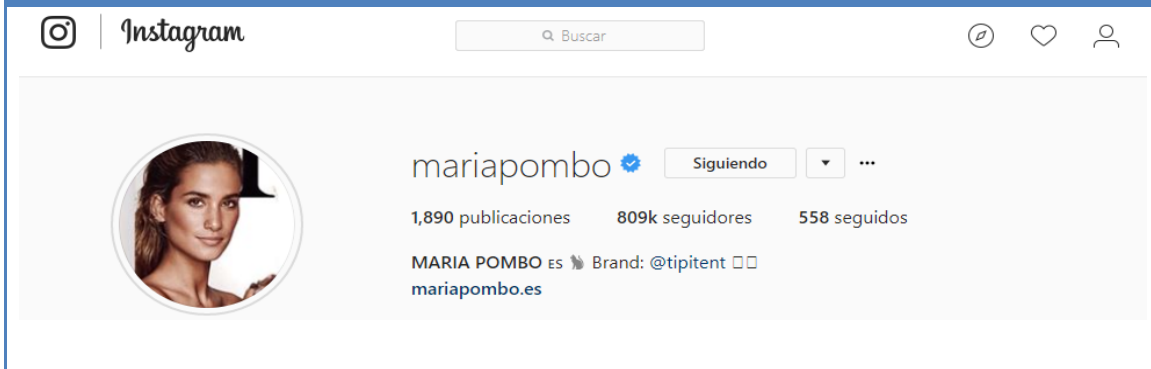 Instagram
Buscar
mariapombo Siguiendo
1,890 publicaciones 809k seguidores 558 seguidos
MARIA POMBO ES Brand: @tipitent
mariapombo.es